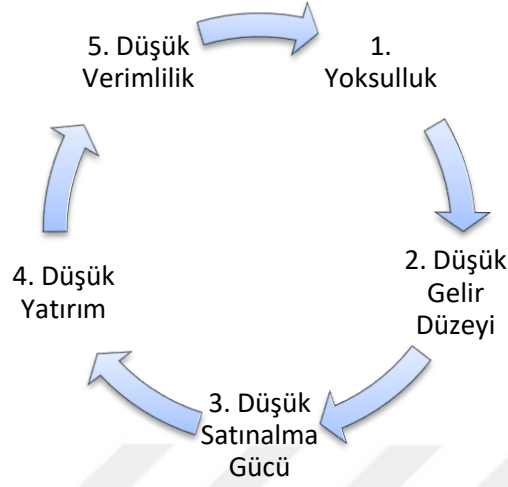 1.
Yoksulluk
2. Düşük
Gelir
Düzeyi
3. Düşük
Satınalma
Gücü
4. Düşük
Yatırım
5. Düşük
Verimlilik